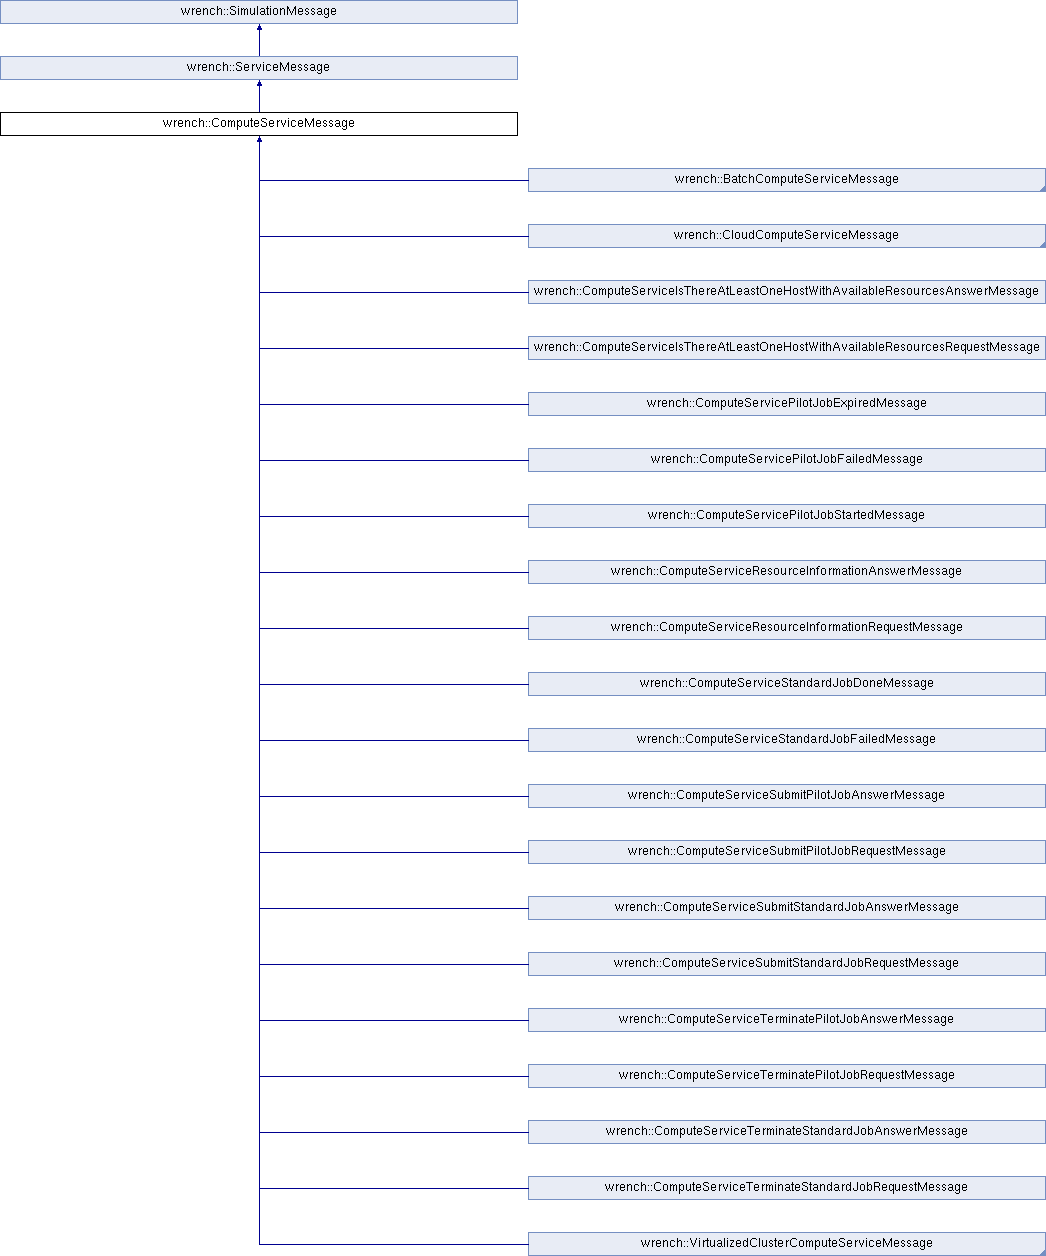 wrench::SimulationMessage
wrench::ServiceMessage
wrench::ComputeServiceMessage
wrench::BatchComputeServiceMessage
wrench::CloudComputeServiceMessage
wrench::ComputeServiceIsThereAtLeastOneHostWithAvailableResourcesAnswerMessage
wrench::ComputeServiceIsThereAtLeastOneHostWithAvailableResourcesRequestMessage
wrench::ComputeServicePilotJobExpiredMessage
wrench::ComputeServicePilotJobFailedMessage
wrench::ComputeServicePilotJobStartedMessage
wrench::ComputeServiceResourceInformationAnswerMessage
wrench::ComputeServiceResourceInformationRequestMessage
wrench::ComputeServiceStandardJobDoneMessage
wrench::ComputeServiceStandardJobFailedMessage
wrench::ComputeServiceSubmitPilotJobAnswerMessage
wrench::ComputeServiceSubmitPilotJobRequestMessage
wrench::ComputeServiceSubmitStandardJobAnswerMessage
wrench::ComputeServiceSubmitStandardJobRequestMessage
wrench::ComputeServiceTerminatePilotJobAnswerMessage
wrench::ComputeServiceTerminatePilotJobRequestMessage
wrench::ComputeServiceTerminateStandardJobAnswerMessage
wrench::ComputeServiceTerminateStandardJobRequestMessage
wrench::VirtualizedClusterComputeServiceMessage